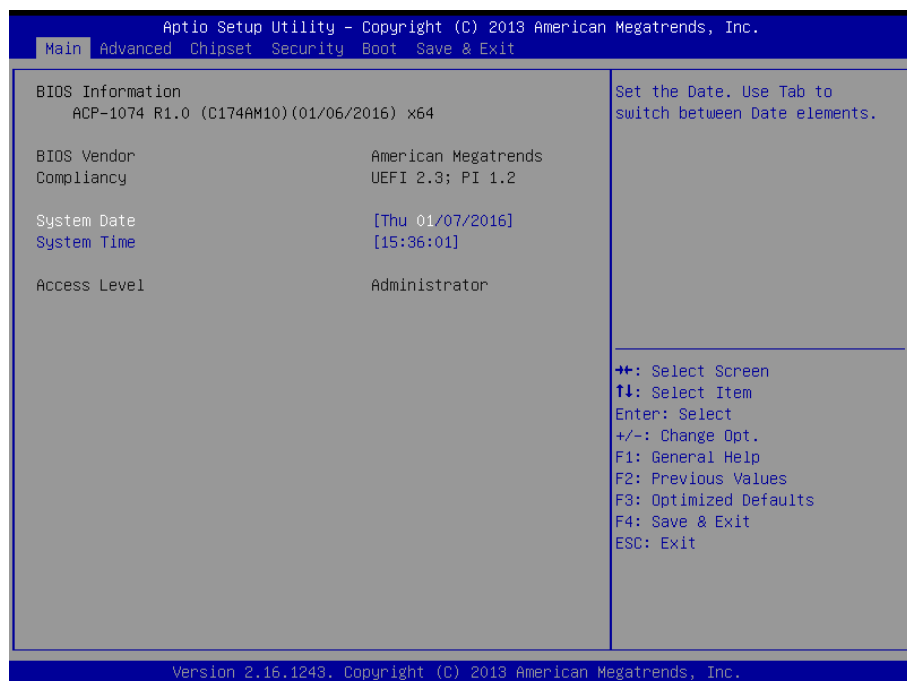 Aptio Setup Utility – Copyright (C) 2013 American Megatrends, Inc.
Main Advanced Chipset Security Boot Save & Exit
BIOS Information
ACP-1074 R1.0 (C174AM10)(01/06/2016) x64
BIOS Vendor American Megatrends
Compliancy UEFI 2.3; PI 1.2
System Date [Thu 01/07/2016]
System Time [15:36:01]
Access Level Administrator
Set the Date. Use Tab to
switch between Date elements.
→←: Select Screen
↑↓: Select Item
Enter: Select
+/-: Change Opt.
F1: General Help
F2: Previous Values
F3: Optimized Defaults
F4: Save & Exit
ESC: Exit
Version 2.16.1243. Copyright (C) 2013 American Megatrends, Inc.